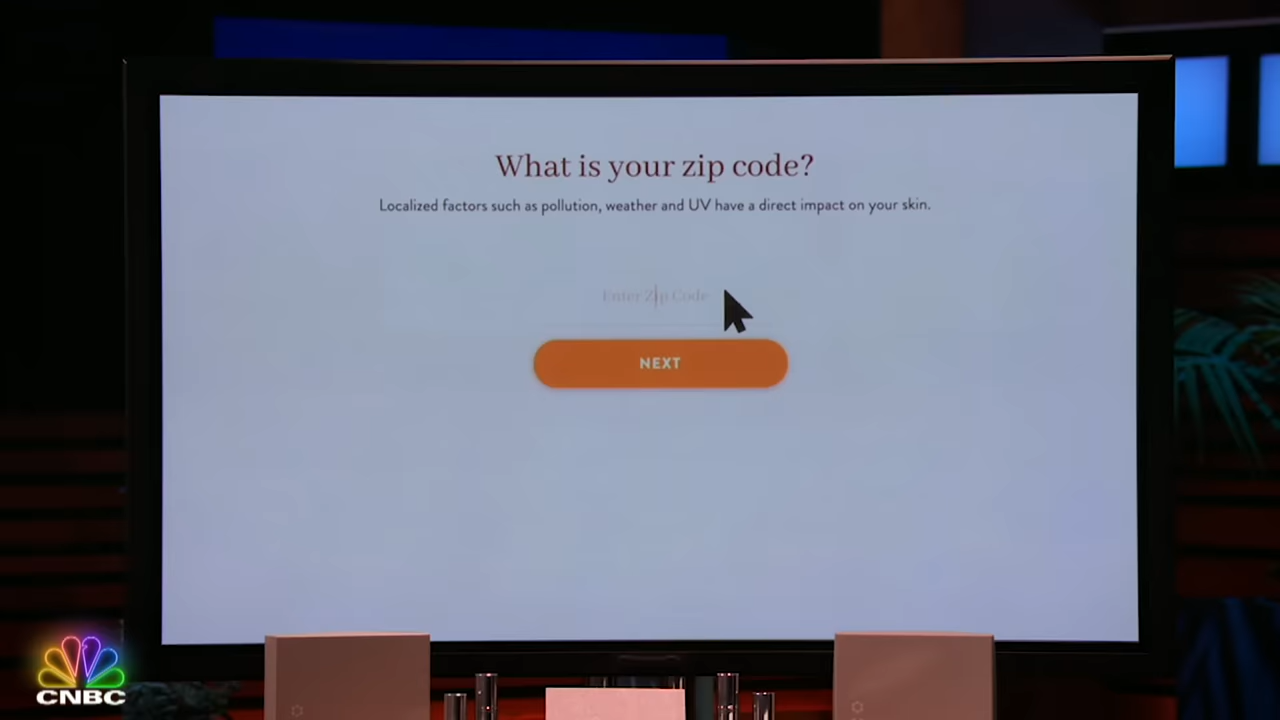 What is your zip code?
Localized factors such as pollution, weather and UV have a direct impact on your skin.
Enter Zip Code
NEXT
CNBC